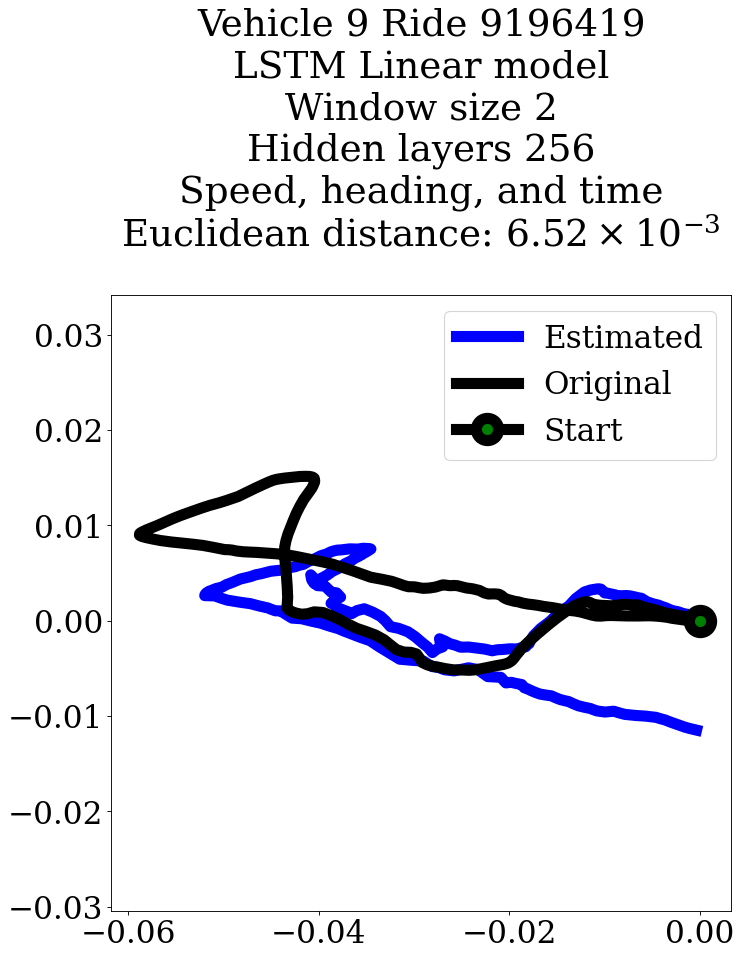 Vehicle 9 Ride 9196419
LSTM Linear model
Window size 2
Hidden layers 256
Speed, heading, and time
Euclidean distance: 6.52 × 10⁻³
Estimated
Original
Start
0.03
0.02
0.01
0.00
−0.01
−0.02
−0.03
−0.06 −0.04 −0.02 0.00